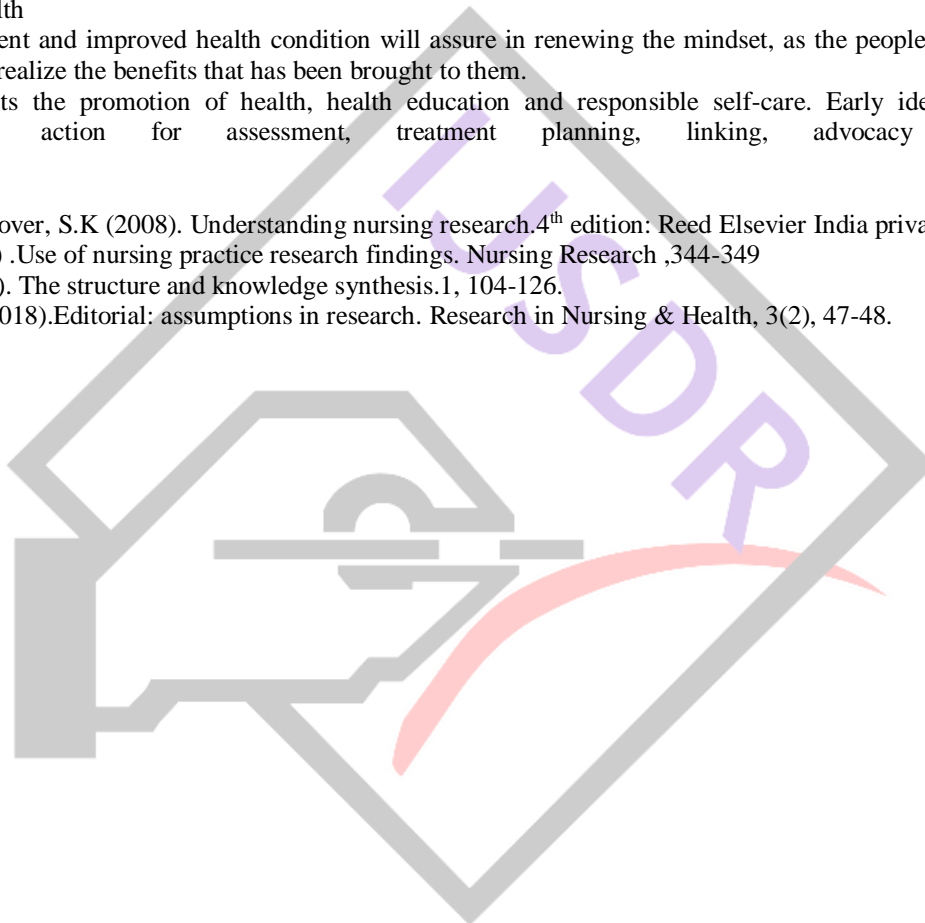 lth
ent and improved health condition will assure in renewing the mindset, as the people
realize the benefits that has been brought to them.
ts the promotion of health, health education and responsible self-care. Early ide
action for assessment, treatment planning, linking, advocacy
over, S.K (2008). Understanding nursing research.4th edition: Reed Elsevier India priva
) .Use of nursing practice research findings. Nursing Research ,344-349
). The structure and knowledge synthesis.1, 104-126.
018).Editorial: assumptions in research. Research in Nursing & Health, 3(2), 47-48.
IJSDR